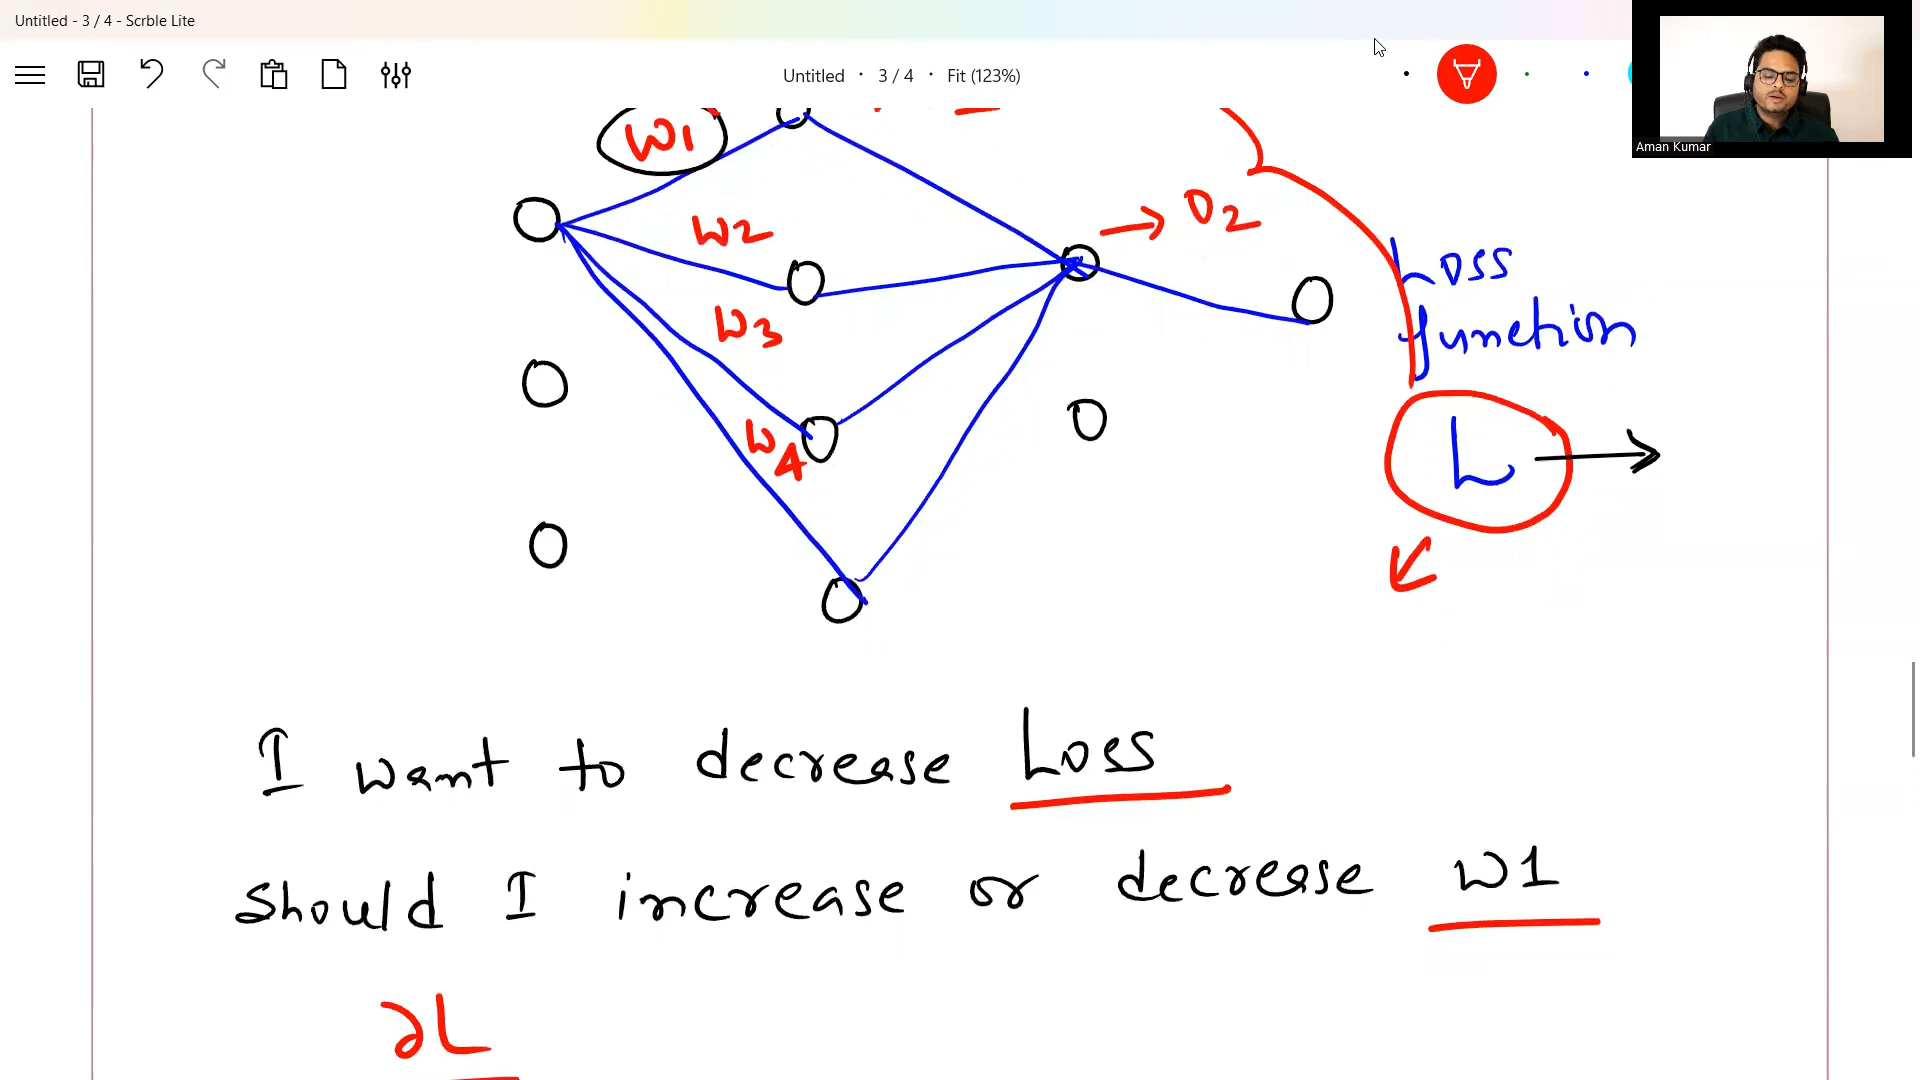 Untitled - 3 / 4 - Scrble Lite
Untitled • 3 / 4 • Fit (123%)
Aman Kumar
W1
W2
W3
W4
→ O2
Loss
function
L
I want to decrease Loss
should I increase or decrease W1
∂L